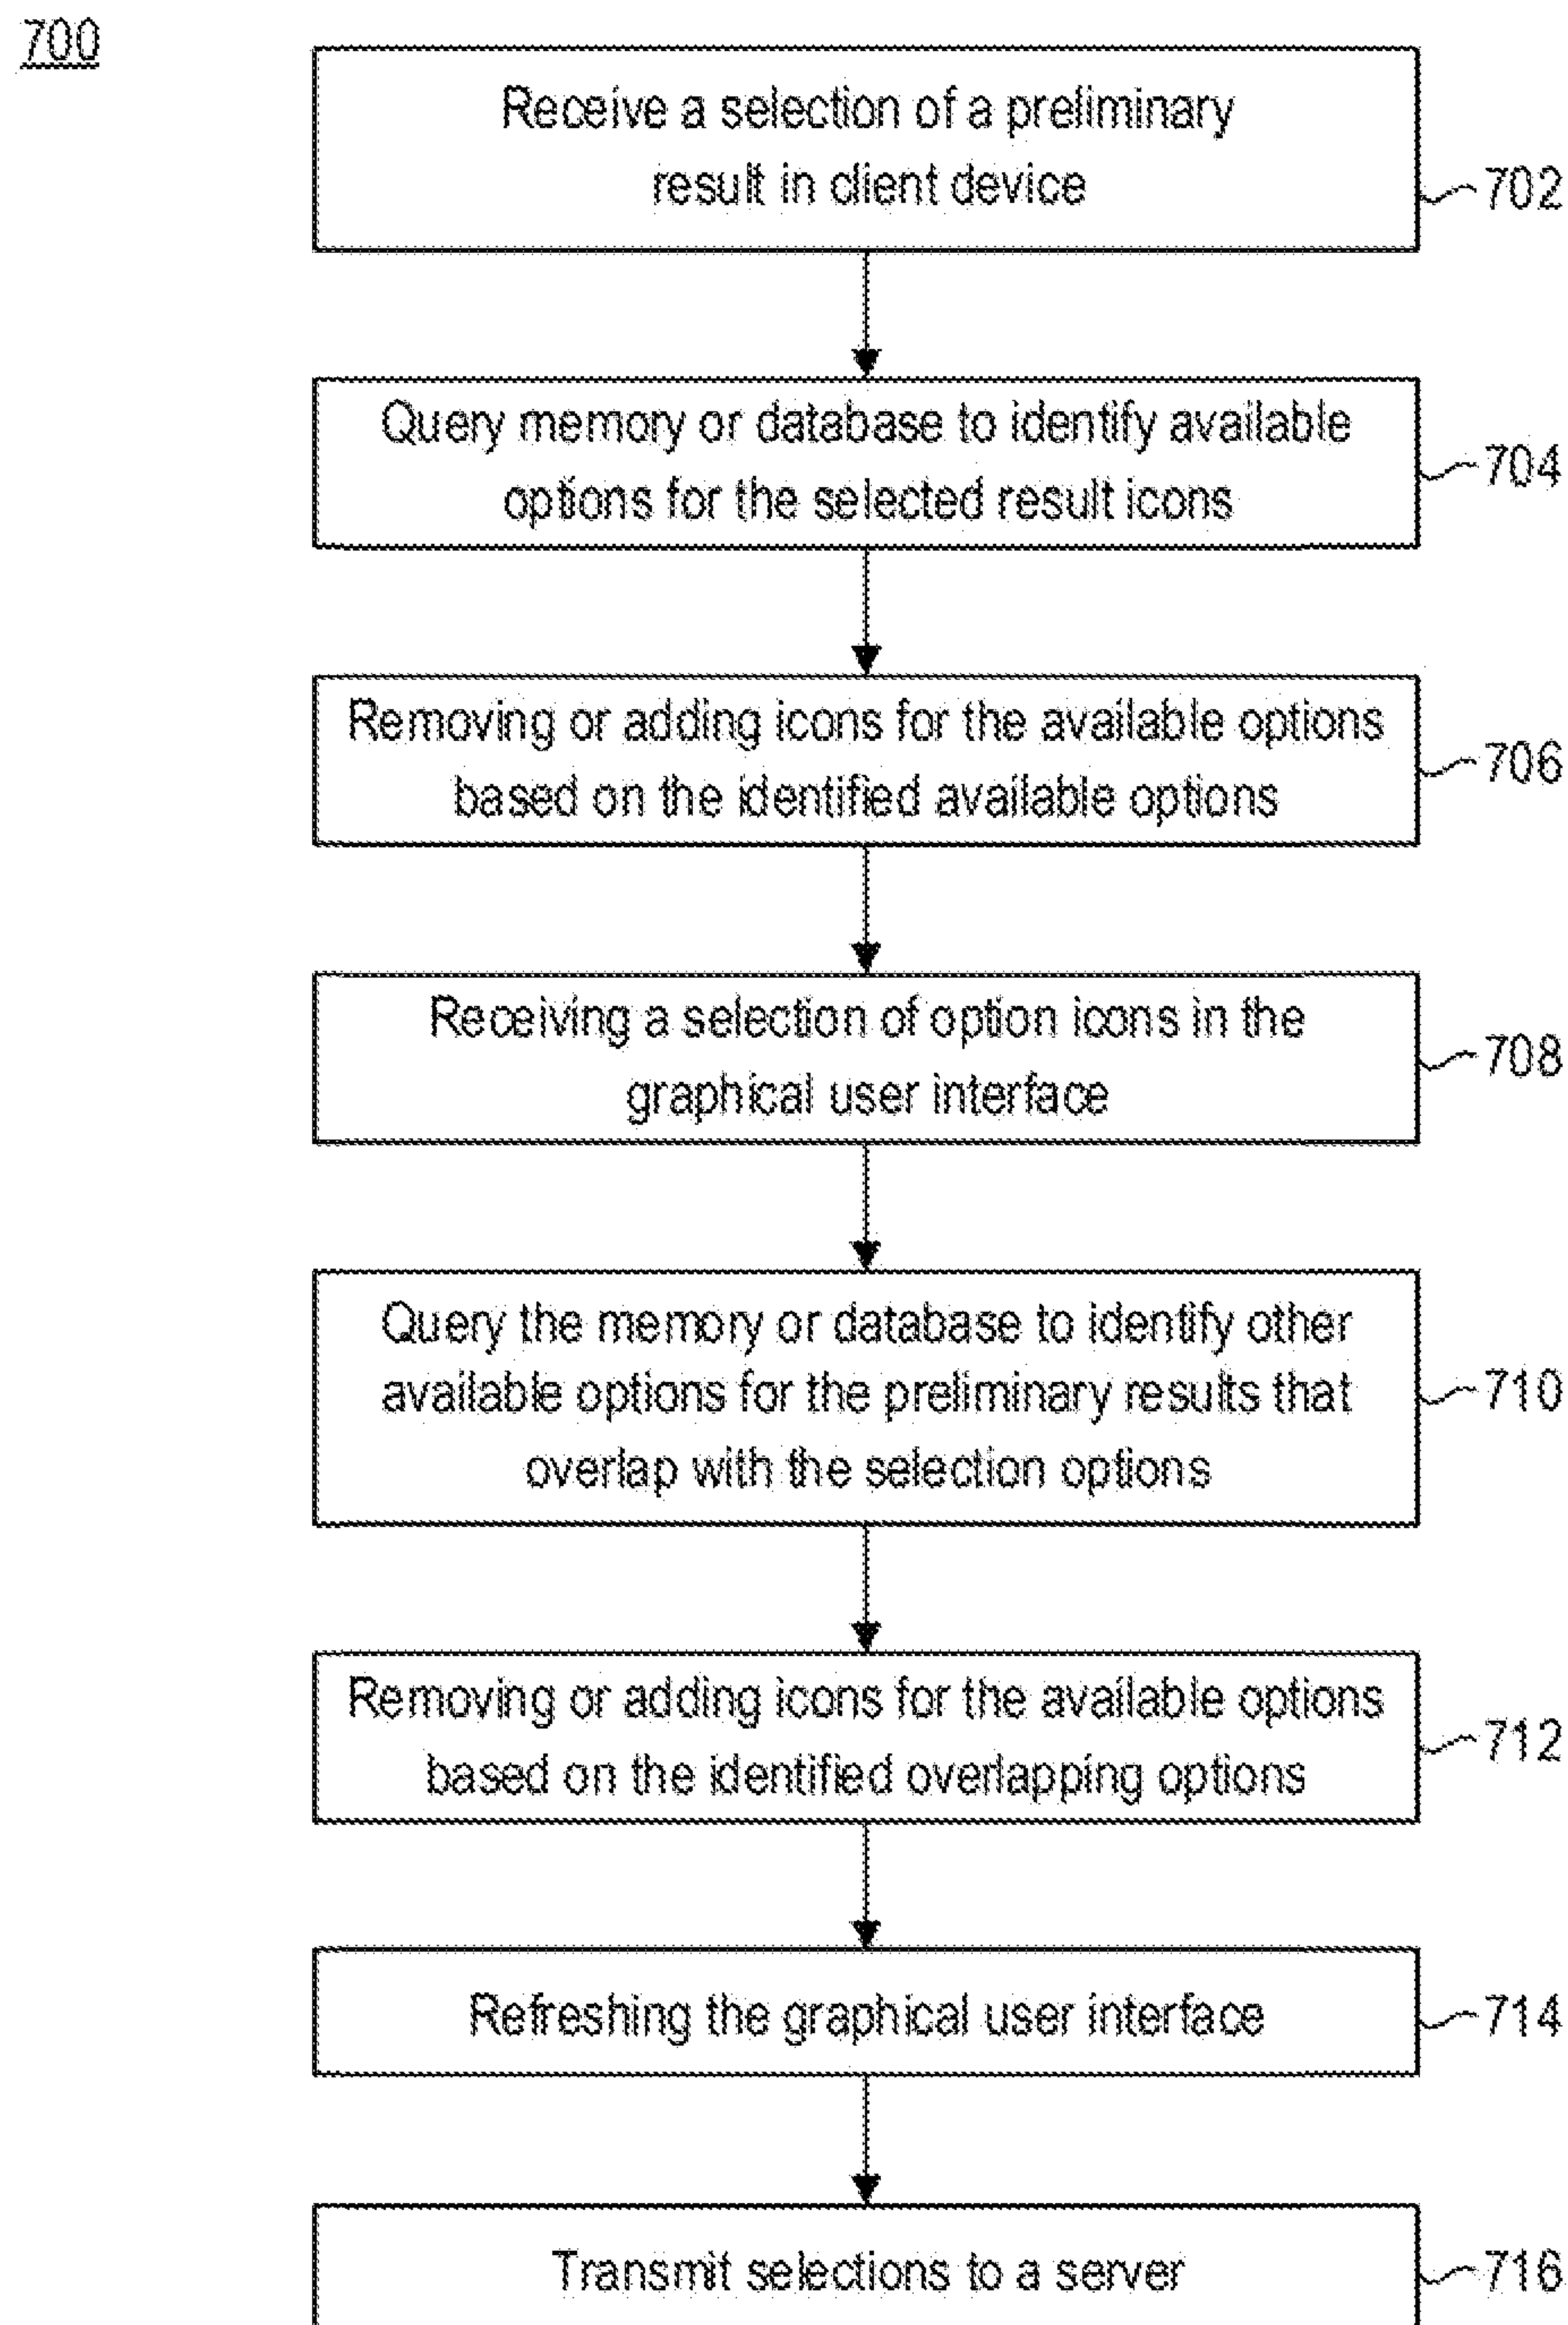 700
Receive a selection of a preliminary
result in client device
702
Query memory or database to identify available
options for the selected result icons
704
Removing or adding icons for the available options
based on the identified available options
706
Receiving a selection of option icons in the
graphical user interface
708
Query the memory or database to identify other
available options for the preliminary results that
overlap with the selection options
710
Removing or adding icons for the available options
based on the identified overlapping options
712
Refreshing the graphical user interface
714
Transmit selections to a server
716